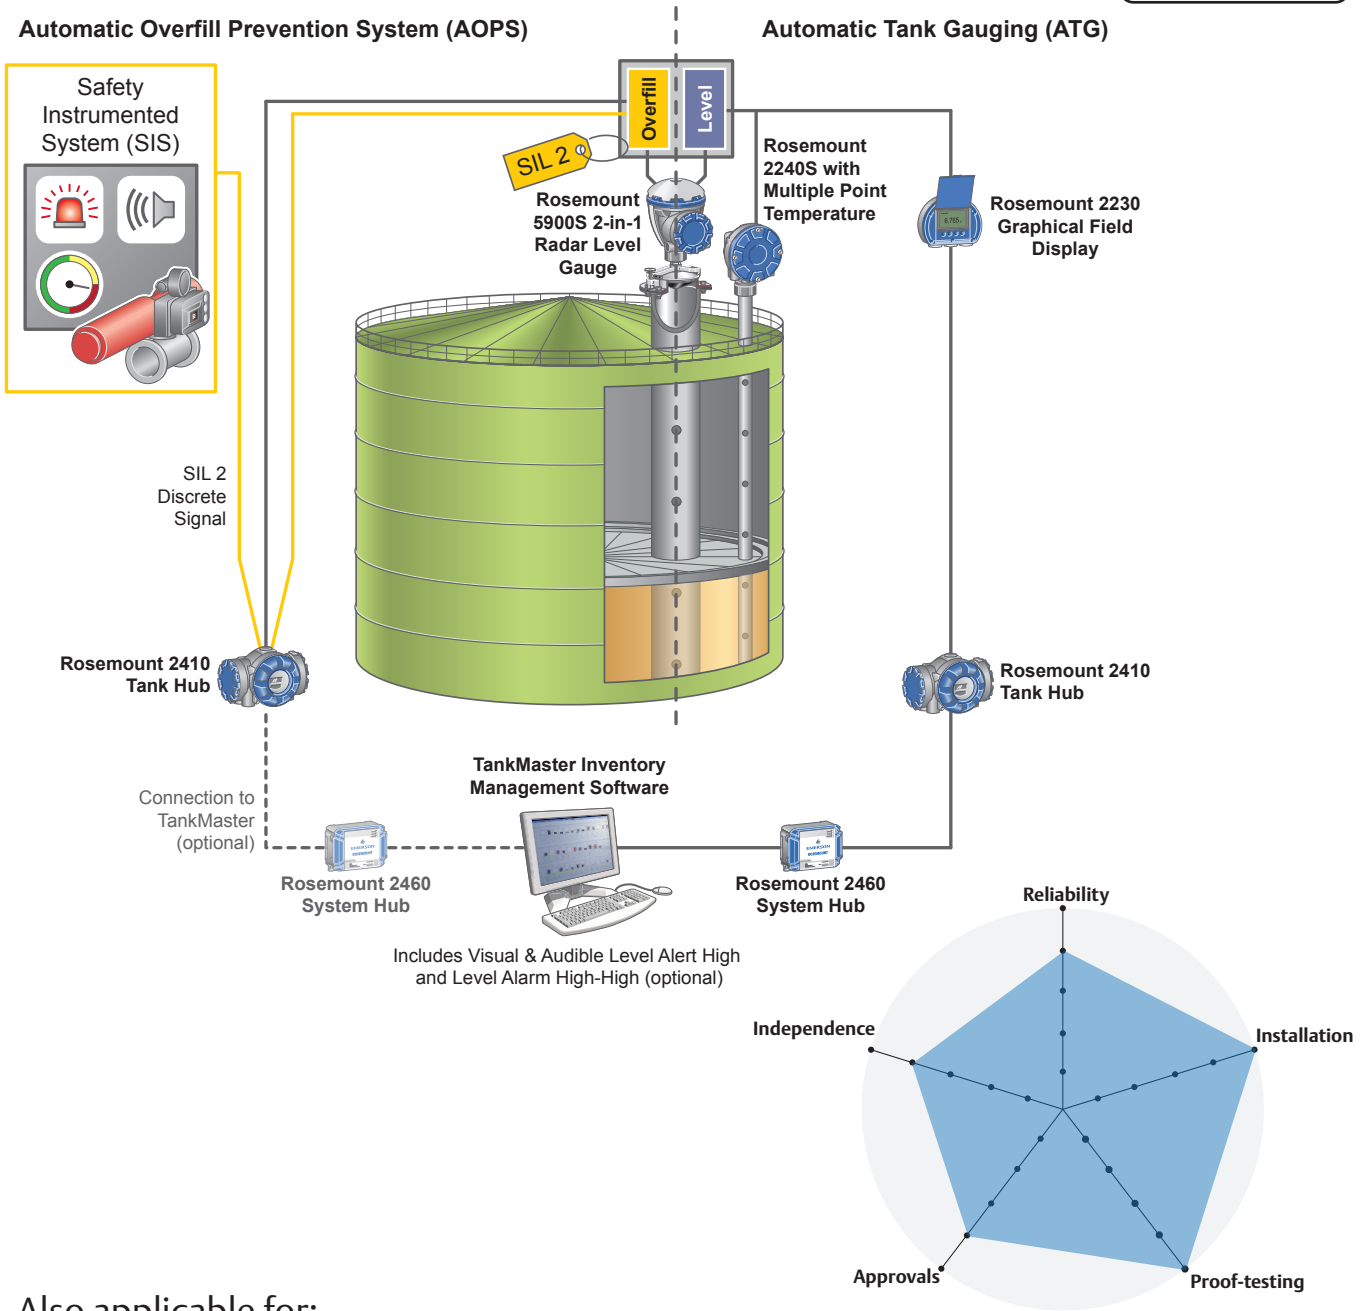 Automatic Overfill Prevention System (AOPS)
Automatic Tank Gauging (ATG)
Safety
Instrumented
System (SIS)
Overfill
Level
SIL 2
Rosemount
5900S 2-in-1
Radar Level
Gauge
Rosemount
2240S with
Multiple Point
Temperature
Rosemount 2230
Graphical Field
Display
SIL 2
Discrete
Signal
Rosemount 2410
Tank Hub
Rosemount 2410
Tank Hub
Connection to
TankMaster
(optional)
TankMaster Inventory
Management Software
EMERSON
EMERSON
Rosemount 2460
System Hub
Rosemount 2460
System Hub
Includes Visual & Audible Level Alert High
and Level Alarm High-High (optional)
Reliability
Independence
Installation
Approvals
Proof-testing
Also applicable for: